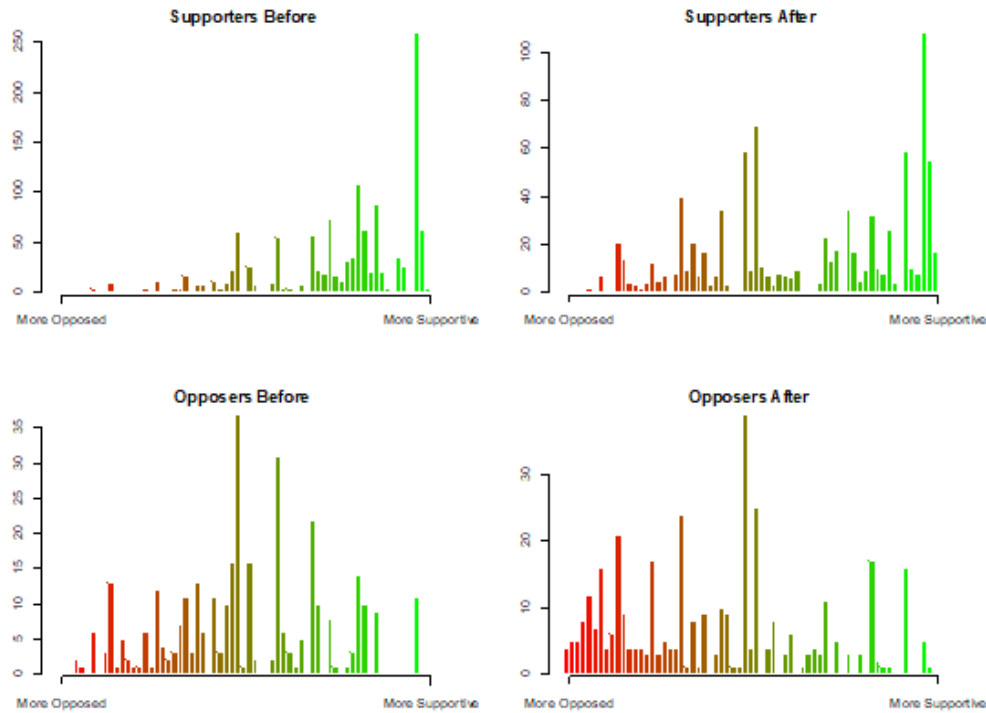 Supporters Before
Supporters After
250
200
150
100
50
0
100
80
60
40
20
0
More Opposed
More Supportive
More Opposed
More Supportive
Opposers Before
Opposers After
35
30
25
20
15
10
5
0
30
20
10
0
More Opposed
More Supportive
More Opposed
More Supportive